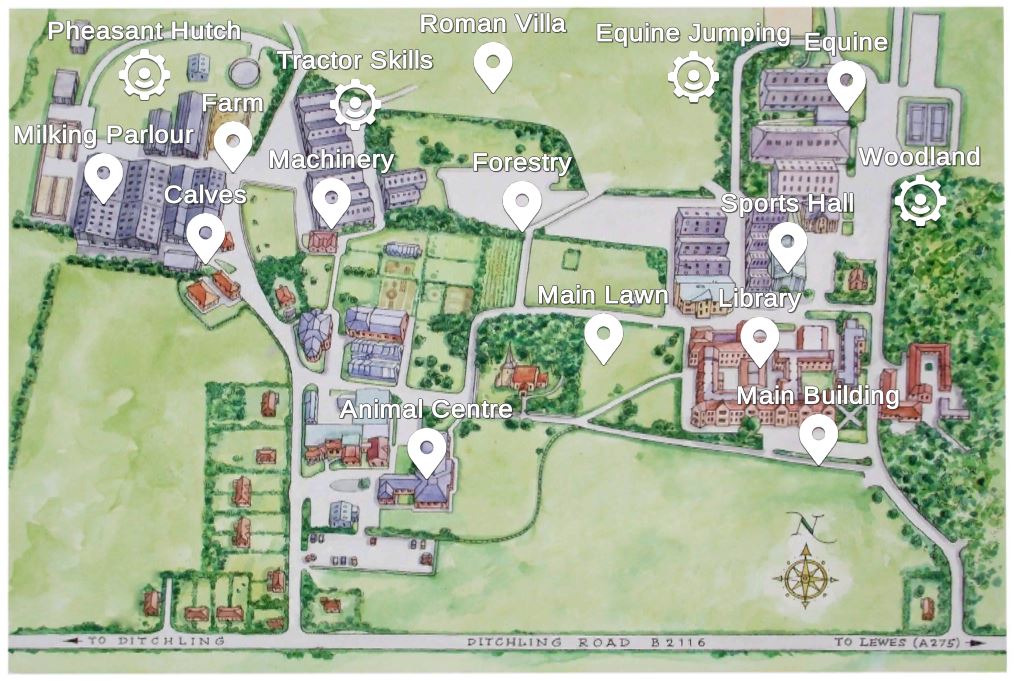 Roman Villa
Pheasant Hutch
Equine Jumping
Equine
Tractor Skills
Farm
Milking Parlour
Machinery
Forestry
Woodland
Calves
Sports Hall
Main Lawn
Library
Main Building
Animal Centre
N
TO DITCHLING
DITCHLING ROAD B2116
TO LEWES (A275)